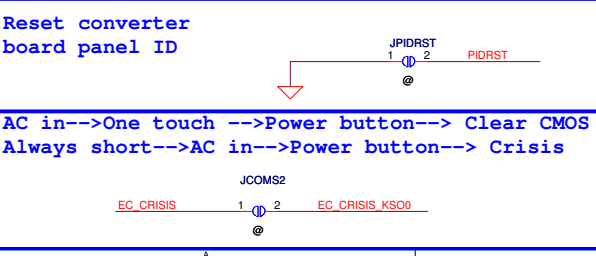 Reset converter
board panel ID
JPIDRST
1 2 PIDRST
@
AC in-->One touch -->Power button--> Clear CMOS
Always short-->AC in-->Power button--> Crisis
JCOMS2
EC_CRISIS 1 2 EC_CRISIS_KSO0
@
A